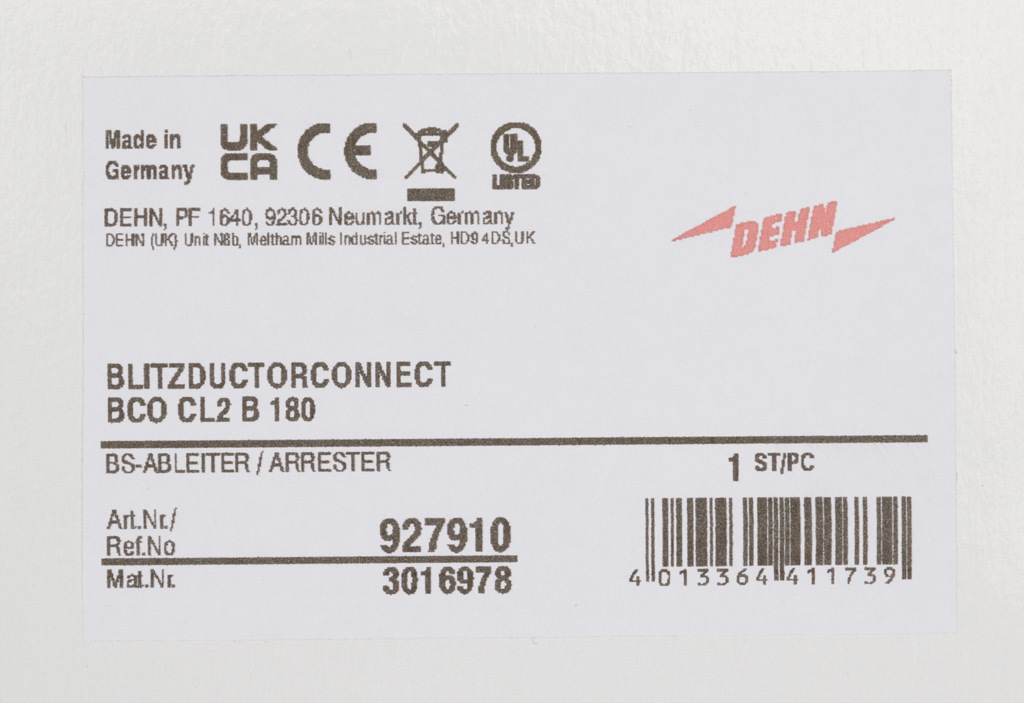 Made in
Germany
UK
CA
CE
UL
LISTED
DEHN, PF 1640, 92306 Neumarkt, Germany
DEHN (UK) Unit N8b, Meltham Mills Industrial Estate, HD9 4DS,UK
DEHN
BLITZDUCTORCONNECT
BCO CL2 B 180
BS-ABLEITER / ARRESTER
1 ST/PC
Art.Nr./
Ref.No
927910
Mat.Nr.
3016978
4 013364 411739